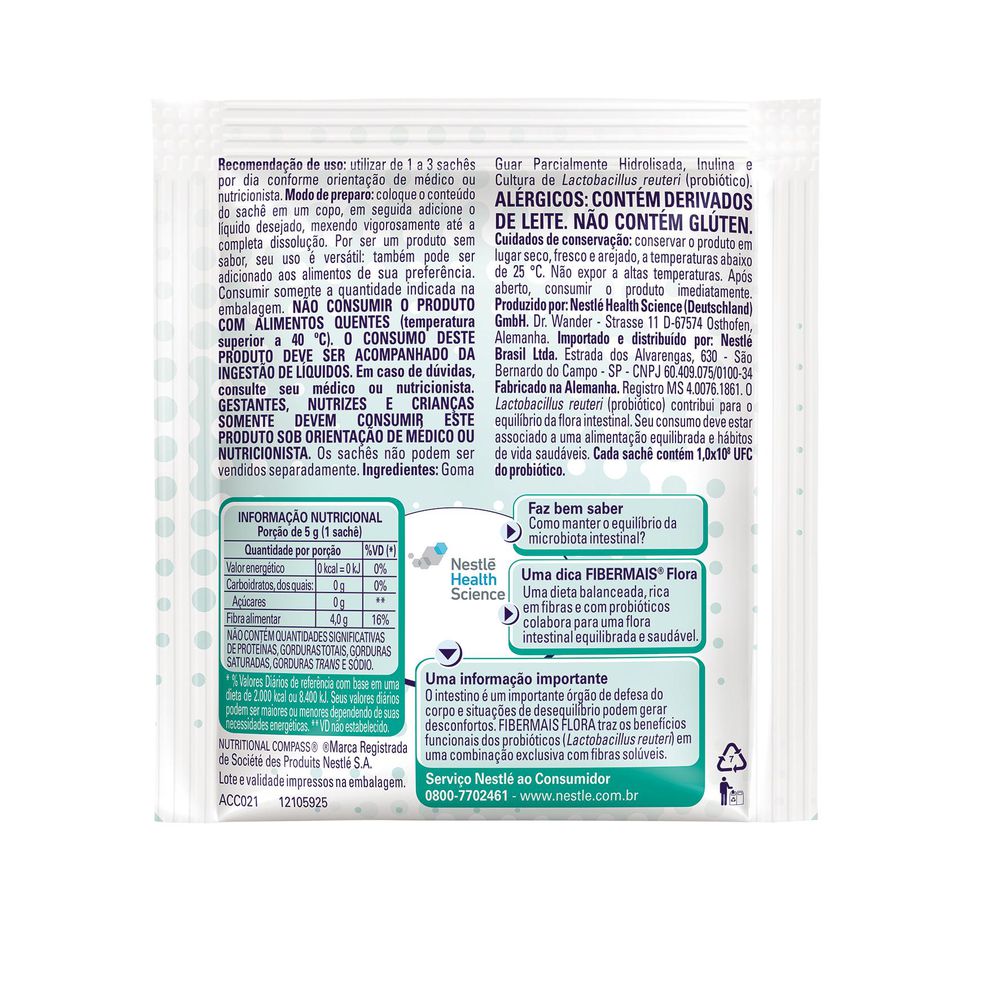 Recomendação de uso: utilizar de 1 a 3 sachês
por dia conforme orientação de médico ou
nutricionista. Modo de preparo: coloque o conteúdo
do sachê em um copo, em seguida adicione o
líquido desejado, mexendo vigorosamente até a
completa dissolução. Por ser um produto sem
sabor, seu uso é versátil: também pode ser
adicionado aos alimentos de sua preferência.
Consumir somente a quantidade indicada na
embalagem. NÃO CONSUMIR O PRODUTO
COM ALIMENTOS QUENTES (temperatura
superior a 40 °C). O CONSUMO DESTE
PRODUTO DEVE SER ACOMPANHADO DA
INGESTÃO DE LÍQUIDOS. Em caso de dúvidas,
consulte seu médico ou nutricionista.
GESTANTES, NUTRIZES E CRIANÇAS
SOMENTE DEVEM CONSUMIR ESTE
PRODUTO SOB ORIENTAÇÃO DE MÉDICO OU
NUTRICIONISTA. Os sachês não podem ser
vendidos separadamente. Ingredientes: Goma
Guar Parcialmente Hidrolisada, Inulina e
Cultura de Lactobacillus reuteri (probiótico).
ALÉRGICOS: CONTÉM DERIVADOS
DE LEITE. NÃO CONTÉM GLÚTEN.
Cuidados de conservação: conservar o produto em
lugar seco, fresco e arejado, a temperaturas abaixo
de 25 °C. Não expor a altas temperaturas. Após
aberto, consumir o produto imediatamente.
Produzido por: Nestlé Health Science (Deutschland)
GmbH. Dr. Wander - Strasse 11 D-67574 Osthofen,
Alemanha. Importado e distribuído por: Nestlé
Brasil Ltda. Estrada dos Alvarengas, 630 - São
Bernardo do Campo - SP - CNPJ 60.409.075/0100-34
Fabricado na Alemanha. Registro MS 4.0076.1861. O
Lactobacillus reuteri (probiótico) contribui para o
equilíbrio da flora intestinal. Seu consumo deve estar
associado a uma alimentação equilibrada e hábitos
de vida saudáveis. Cada sachê contém 1,0x10⁸ UFC
do probiótico.
INFORMAÇÃO NUTRICIONAL
Porção de 5 g (1 sachê)
Quantidade por porção %VD (*)
Valor energético 0 kcal = 0 kJ 0%
Carboidratos, dos quais: 0 g 0%
Açúcares 0 g **
Fibra alimentar 4,0 g 16%
NÃO CONTÉM QUANTIDADES SIGNIFICATIVAS
DE PROTEÍNAS, GORDURAS TOTAIS, GORDURAS
SATURADAS, GORDURAS TRANS E SÓDIO.
* % Valores Diários de referência com base em uma
dieta de 2.000 kcal ou 8.400 kJ. Seus valores diários
podem ser maiores ou menores dependendo de suas
necessidades energéticas. ** VD não estabelecido.
NUTRITIONAL COMPASS® ®Marca Registrada
de Société des Produits Nestlé S.A.
Lote e validade impressos na embalagem.
ACC021 12105925
Nestlé
Health
Science
Faz bem saber
Como manter o equilíbrio da
microbiota intestinal?
Uma dica FIBERMAIS® Flora
Uma dieta balanceada, rica
em fibras e com probióticos
colabora para uma flora
intestinal equilibrada e saudável.
Uma informação importante
O intestino é um importante órgão de defesa do
corpo e situações de desequilíbrio podem gerar
desconfortos. FIBERMAIS FLORA traz os benefícios
funcionais dos probióticos (Lactobacillus reuteri) em
uma combinação exclusiva com fibras solúveis.
Serviço Nestlé ao Consumidor
0800-7702461 - www.nestle.com.br
7